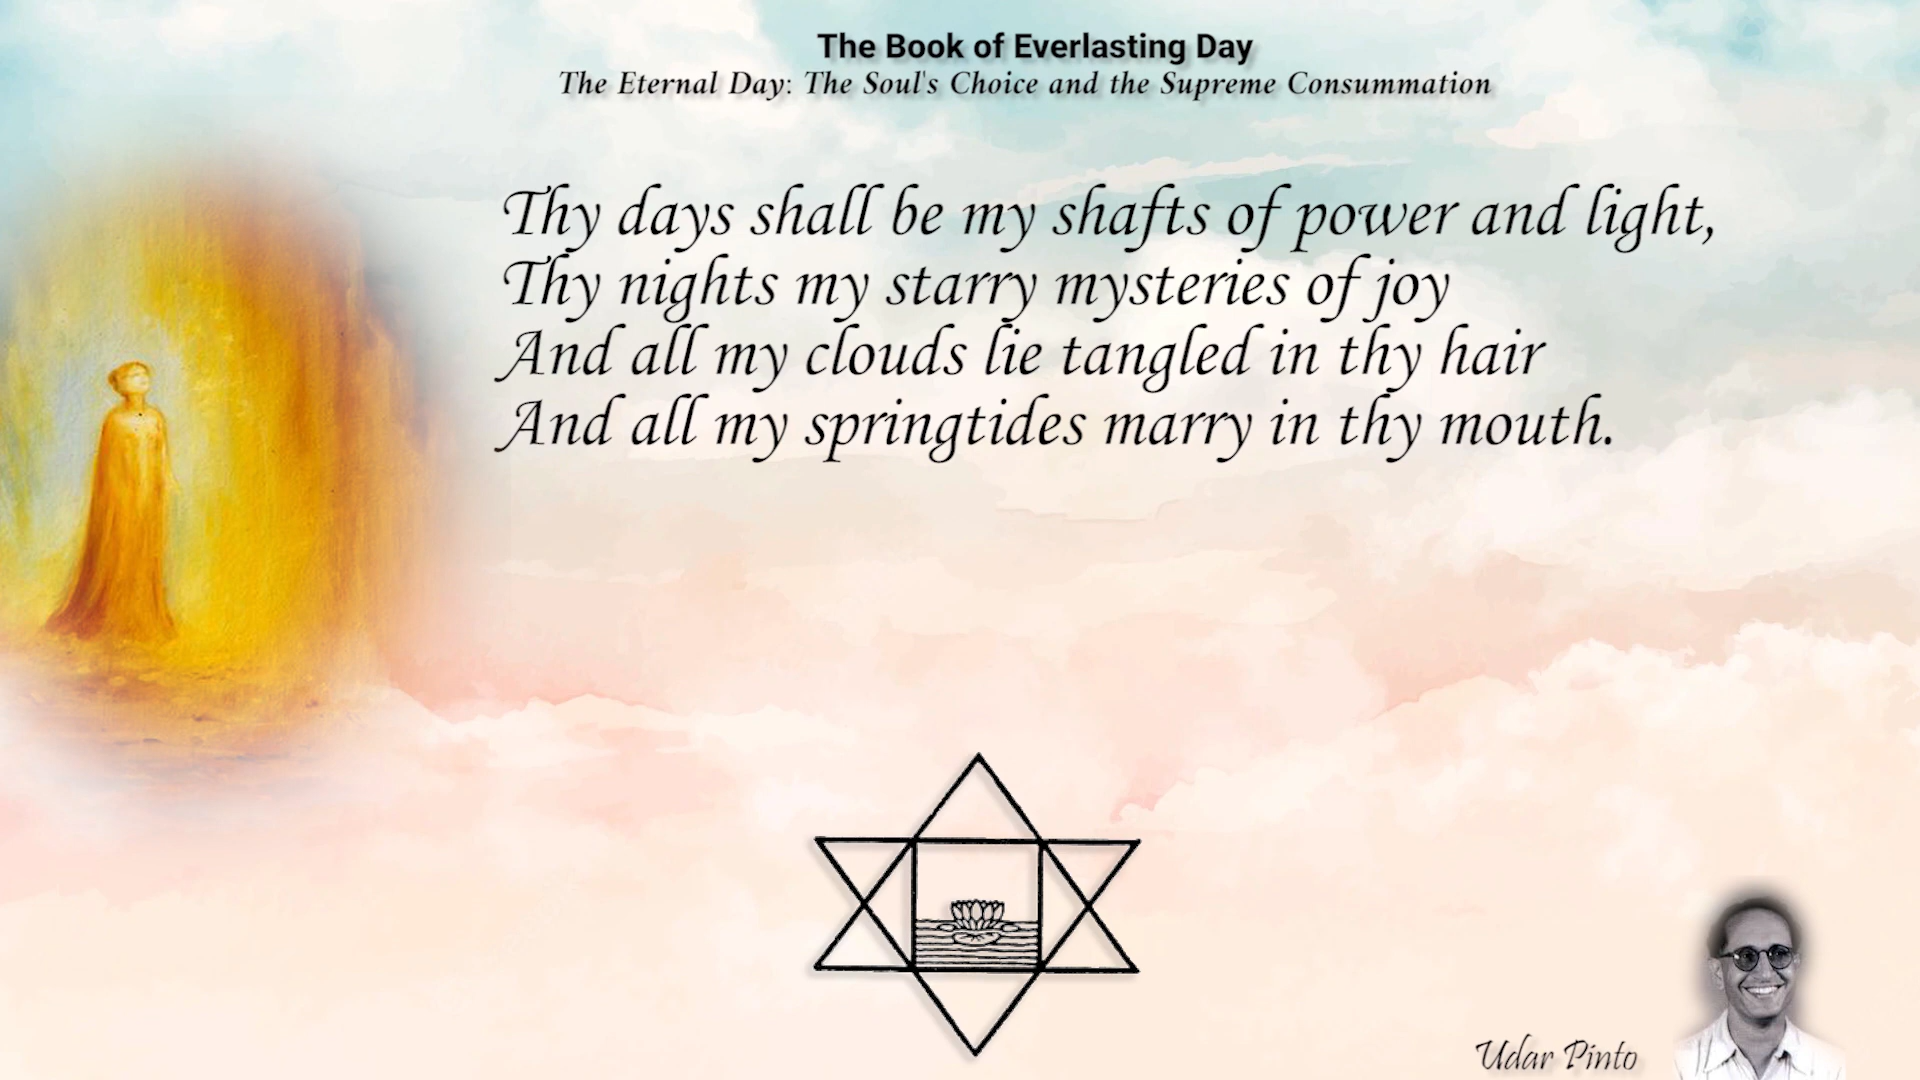 The Book of Everlasting Day
The Eternal Day: The Soul's Choice and the Supreme Consummation
Thy days shall be my shafts of power and light,
Thy nights my starry mysteries of joy
And all my clouds lie tangled in thy hair
And all my springtides marry in thy mouth.
Udar Pinto